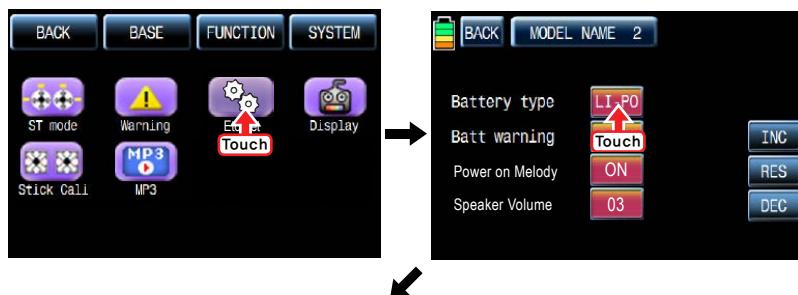 BACK BASE FUNCTION SYSTEM
ST mode Warning Display
Touch
Stick Cali MP3
MP3
BACK MODEL NAME 2
Battery type LI-PO
Batt warning Touch INC
Power on Melody ON RES
Speaker Volume 03 DEC